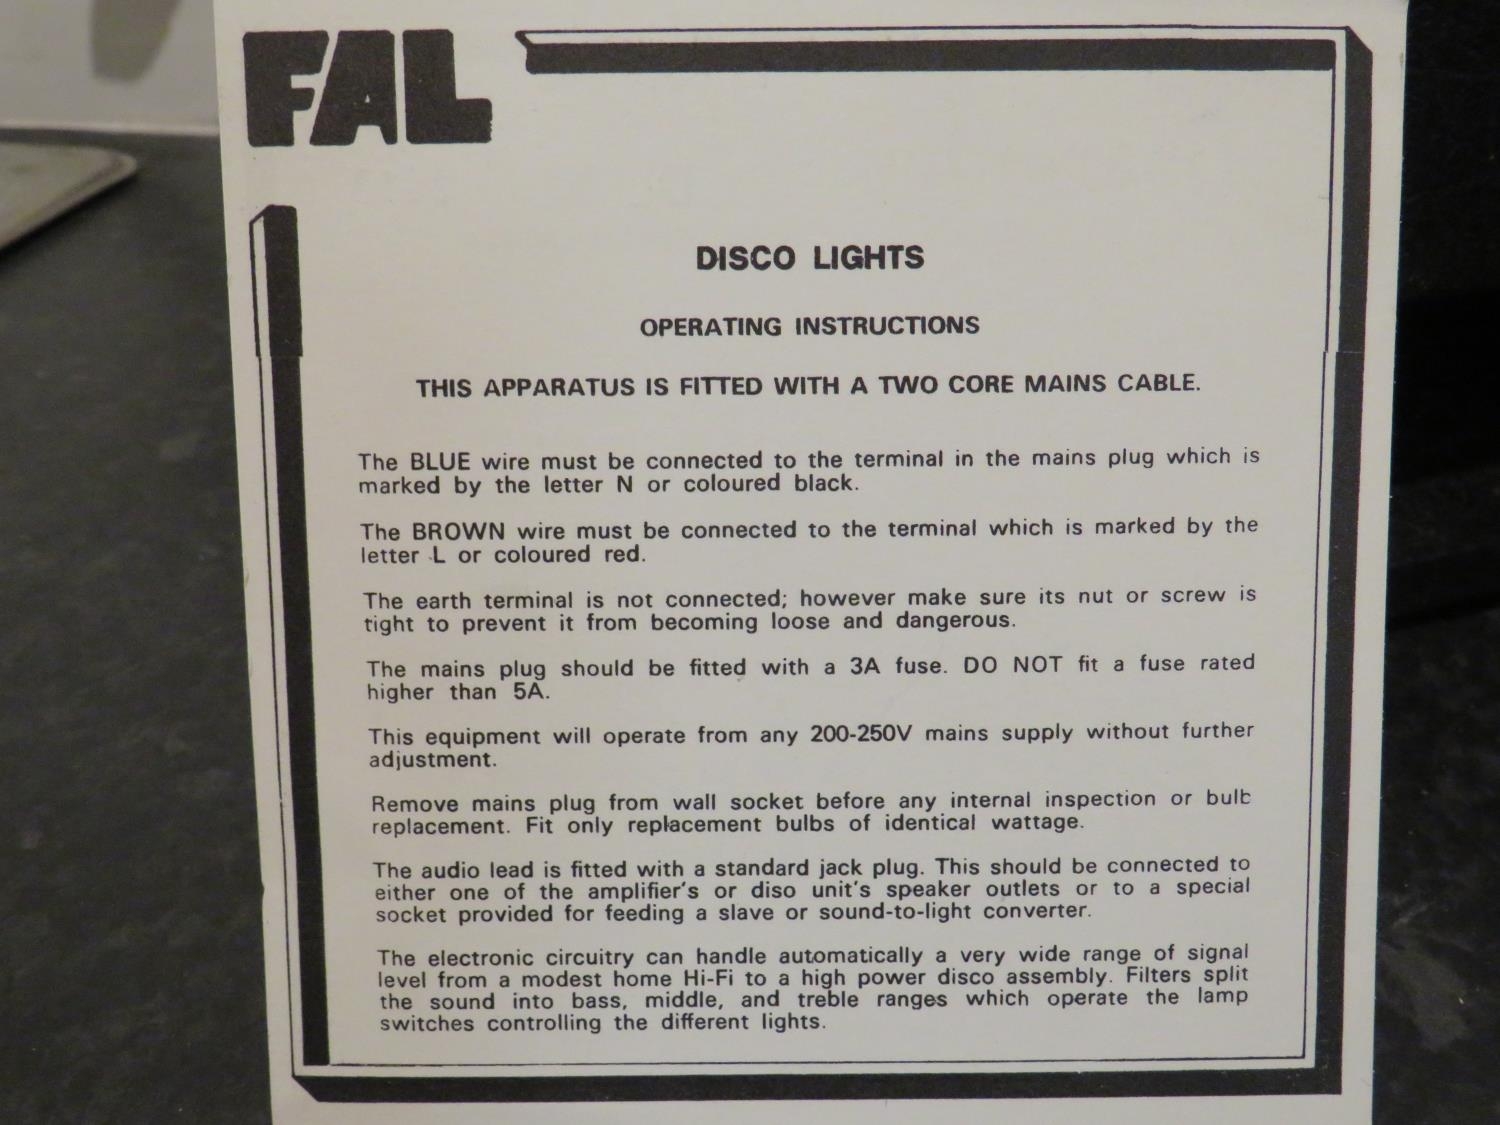 FAL
DISCO LIGHTS
OPERATING INSTRUCTIONS
THIS APPARATUS IS FITTED WITH A TWO CORE MAINS CABLE.
The BLUE wire must be connected to the terminal in the mains plug which is
marked by the letter N or coloured black.
The BROWN wire must be connected to the terminal which is marked by the
letter L or coloured red.
The earth terminal is not connected; however make sure its nut or screw is
tight to prevent it from becoming loose and dangerous.
The mains plug should be fitted with a 3A fuse. DO NOT fit a fuse rated
higher than 5A.
This equipment will operate from any 200-250V mains supply without further
adjustment.
Remove mains plug from wall socket before any internal inspection or bulb
replacement. Fit only replacement bulbs of identical wattage.
The audio lead is fitted with a standard jack plug. This should be connected to
either one of the amplifier's or diso unit's speaker outlets or to a special
socket provided for feeding a slave or sound-to-light converter.
The electronic circuitry can handle automatically a very wide range of signal
level from a modest home Hi-Fi to a high power disco assembly. Filters split
the sound into bass, middle, and treble ranges which operate the lamp
switches controlling the different lights.